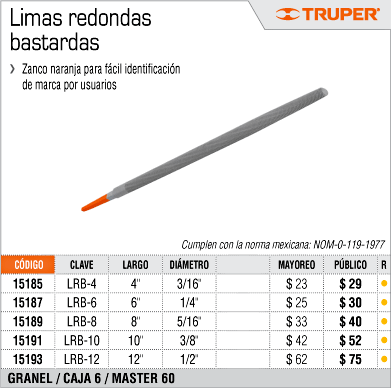 Limas redondas
bastardas
TRUPER®
› Zanco naranja para fácil identificación
de marca por usuarios
Cumplen con la norma mexicana: NOM-0-119-1977
CÓDIGO CLAVE LARGO DIÁMETRO MAYOREO PÚBLICO R
15185 LRB-4 4" 3/16" $ 23 $ 29 •
15187 LRB-6 6" 1/4" $ 25 $ 30 •
15189 LRB-8 8" 5/16" $ 33 $ 40 •
15191 LRB-10 10" 3/8" $ 42 $ 52 •
15193 LRB-12 12" 1/2" $ 62 $ 75 •
GRANEL / CAJA 6 / MASTER 60